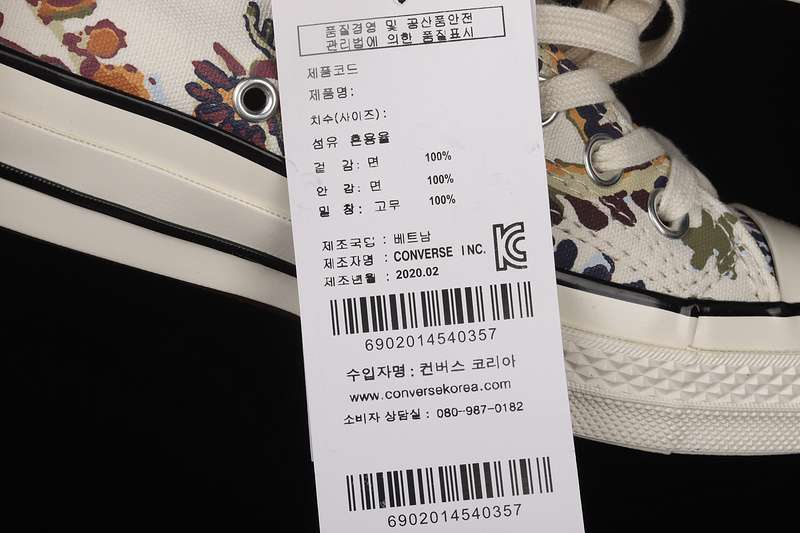 품질경영 및 공산품안전
관리법에 의한 품질표시
제품코드
제품명:
치수(사이즈):
섬유 혼용율
겉 감: 면 100%
안 감: 면 100%
밑 창: 고무 100%
제조국명 : 베트남
제조자명 : CONVERSE INC.
제조년월 : 2020.02
6902014540357
수입자명: 컨버스 코리아
www.conversekorea.com
소비자 상담실: 080-987-0182
6902014540357